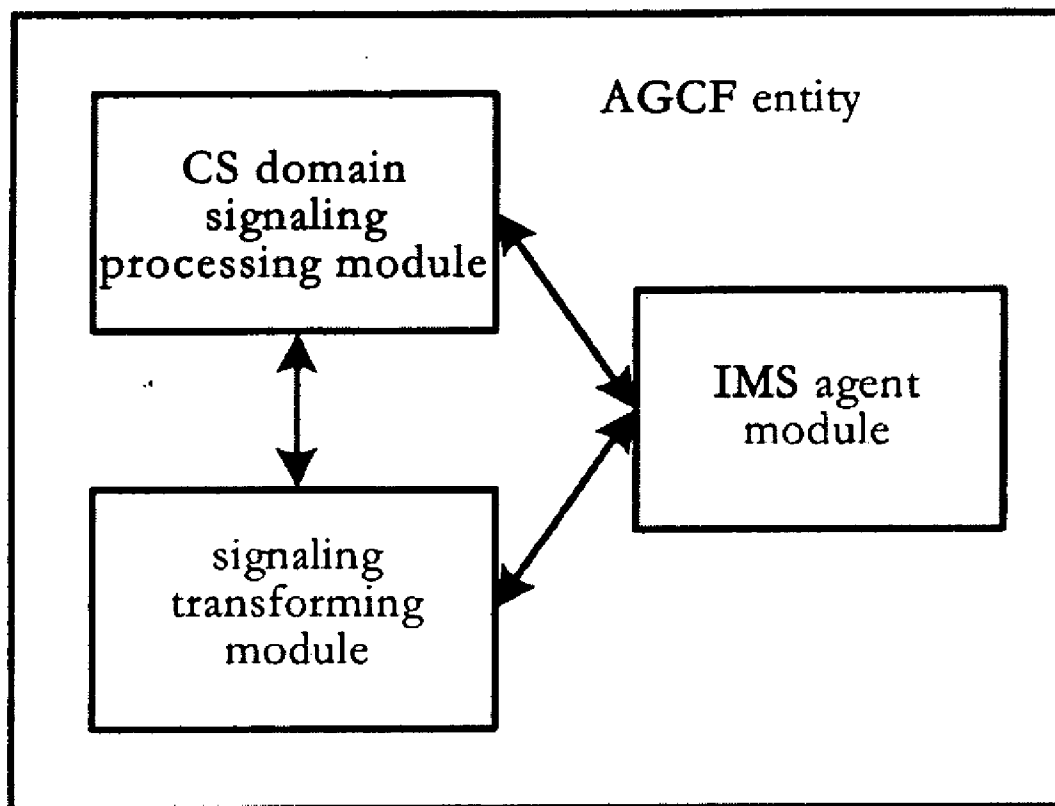 AGCF entity
CS domain
signaling
processing module
IMS agent
module
signaling
transforming
module